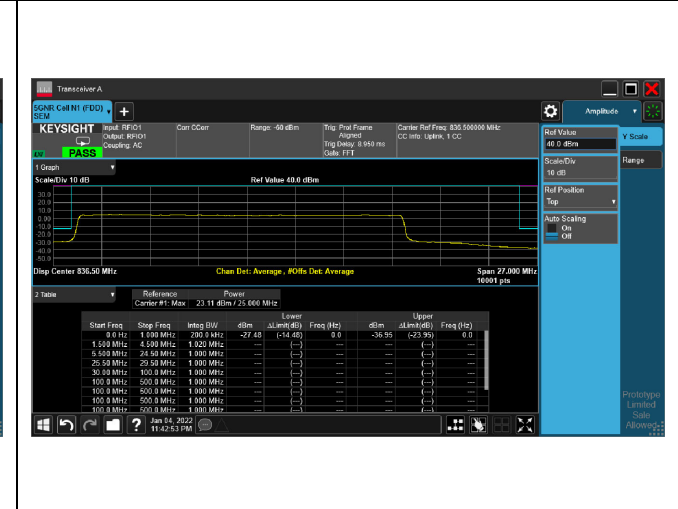 Transceiver A
5GNR Cell N1 (FDD)
SEM
Amplitude
KEYSIGHT
PASS
Input: RFIO1
Output: RFIO1
Coupling: AC
Corr CCorr
Range: -60 dBm
Trig: Prot Frame
Aligned
Trig Delay: 8.950 ms
Gate: FFT
Carrier Ref Freq: 836.500000 MHz
CC Info: Uplink, 1 CC
Ref Value
40.0 dBm
Y Scale
Scale/Div
10 dB
Range
Ref Position
Top
Auto Scaling
On
Off
1 Graph
Scale/Div 10 dB
Ref Value 40.0 dBm
30.0
20.0
10.0
0.00
-10.0
-20.0
-30.0
-40.0
-50.0
Disp Center 836.50 MHz
Chan Det: Average , #Offs Det: Average
Span 27.000 MHz
10001 pts
2 Table
Reference Power
Carrier #1: Max 23.11 dBm / 25.000 MHz
Lower Upper
Start Freq Stop Freq Integ BW dBm ΔLimit(dB) Freq (Hz) dBm ΔLimit(dB) Freq (Hz)
0.0 Hz 1.000 MHz 200.0 kHz -27.48 (-14.48) 0.0 -36.95 (-23.95) 0.0
1.500 MHz 4.500 MHz 1.020 MHz --- (---) --- --- (---) ---
5.500 MHz 24.50 MHz 1.000 MHz --- (---) --- --- (---) ---
25.50 MHz 29.50 MHz 1.000 MHz --- (---) --- --- (---) ---
30.00 MHz 100.0 MHz 1.000 MHz --- (---) --- --- (---) ---
100.0 MHz 500.0 MHz 1.000 MHz --- (---) --- --- (---) ---
100.0 MHz 500.0 MHz 1.000 MHz --- (---) --- --- (---) ---
100.0 MHz 500.0 MHz 1.000 MHz --- (---) --- --- (---) ---
100.0 MHz 500.0 MHz 1.000 MHz --- (---) --- --- (---) ---
Prototype
Limited
Sale
Allowed
Jan 04, 2022
11:42:53 PM